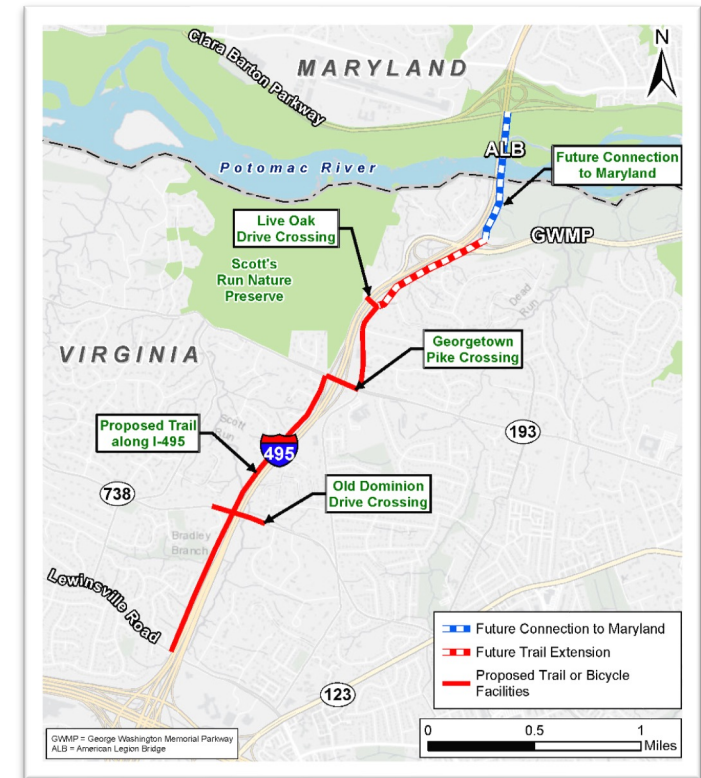 Clara Barton Parkway
MARYLAND
N
ALB
Potomac River
Future Connection
to Maryland
Live Oak
Drive Crossing
GWMP
Scott's
Run Nature
Preserve
Dead
Run
Georgetown
Pike Crossing
VIRGINIA
Scott
Run
Proposed Trail
along I-495
193
495
738
Old Dominion
Drive Crossing
Bradley
Branch
Lewinsville Road
Future Connection to Maryland
Future Trail Extension
Proposed Trail or Bicycle
Facilities
123
0 0.5 1
Miles
GWMP = George Washington Memorial Parkway
ALB = American Legion Bridge